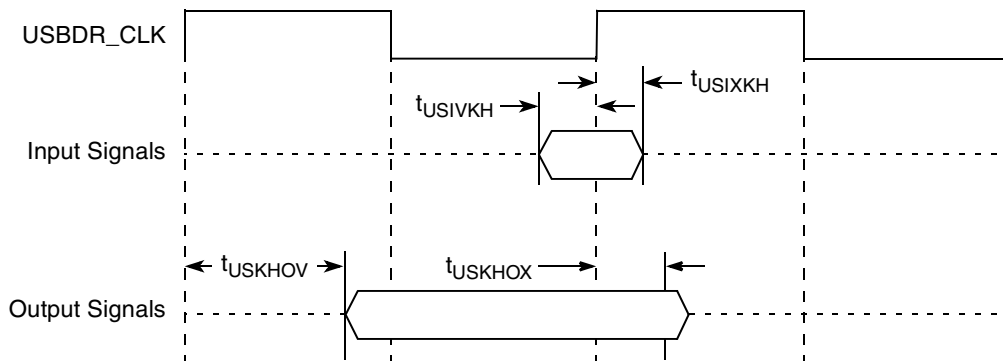 USBDR_CLK
tUSIXKH
tUSIVKH
Input Signals
tUSKHOV
tUSKHOX
Output Signals